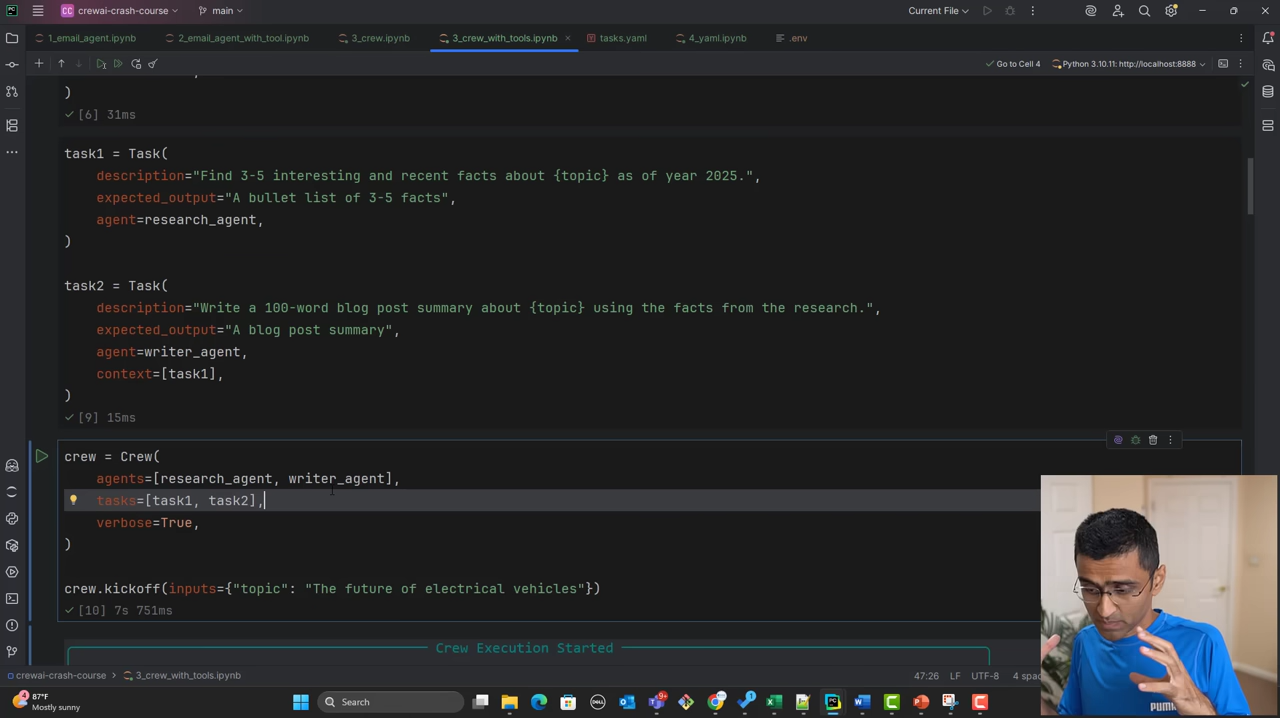 CC crewai-crash-course main Current File
1_email_agent.ipynb 2_email_agent_with_tool.ipynb 3_crew.ipynb 3_crew_with_tools.ipynb tasks.yaml 4_yaml.ipynb .env
Go to Cell 4 Python 3.10.11: http://localhost:8888
)
[6] 31ms
task1 = Task(
description="Find 3-5 interesting and recent facts about {topic} as of year 2025.",
expected_output="A bullet list of 3-5 facts",
agent=research_agent,
)
task2 = Task(
description="Write a 100-word blog post summary about {topic} using the facts from the research.",
expected_output="A blog post summary",
agent=writer_agent,
context=[task1],
)
[9] 15ms
crew = Crew(
agents=[research_agent, writer_agent],
tasks=[task1, task2],
verbose=True,
)
crew.kickoff(inputs={"topic": "The future of electrical vehicles"})
[10] 7s 751ms
Crew Execution Started
crewai-crash-course 3_crew_with_tools.ipynb 47:26 LF UTF-8 4 spac
4 87°F
Mostly sunny
Search
9+
PUMA